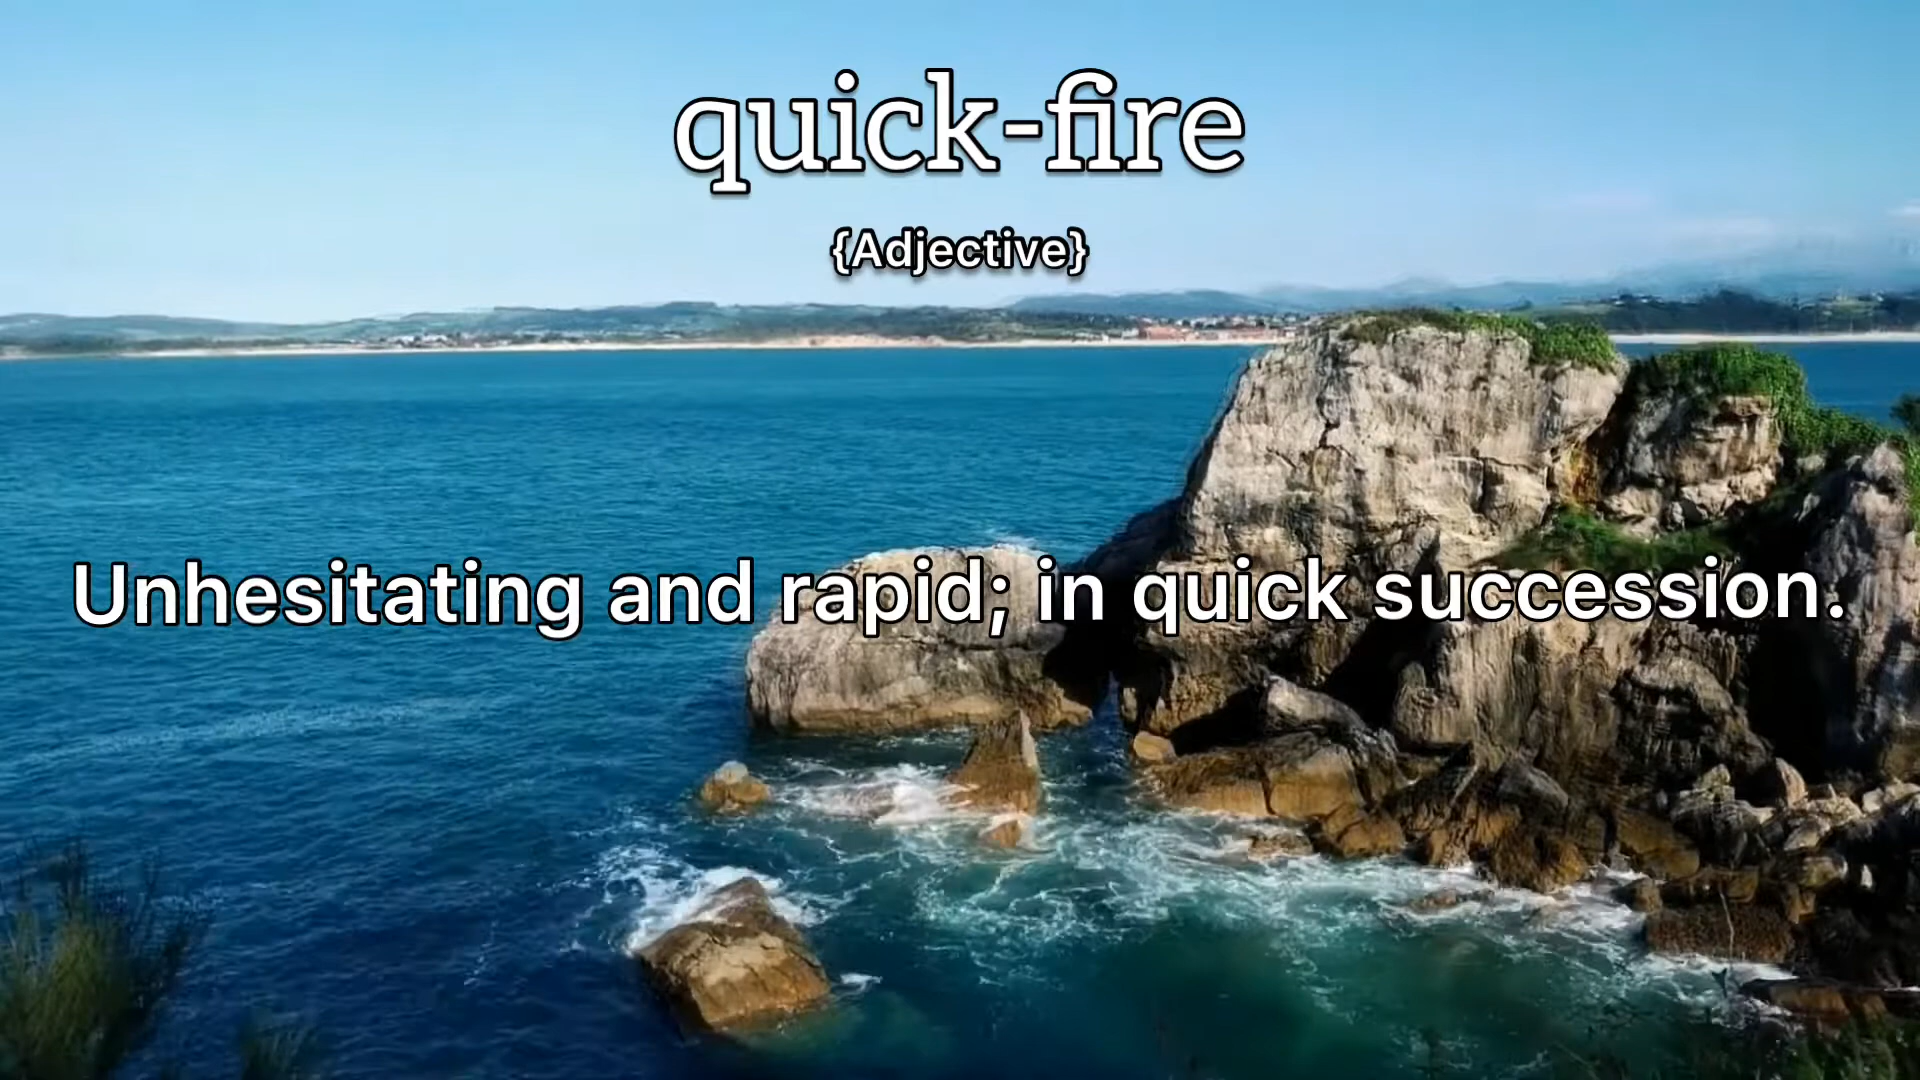 quick-fire
{Adjective}
Unhesitating and rapid; in quick succession.